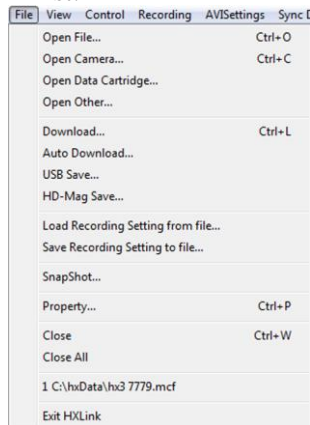 File View Control Recording AVISettings Sync D
Open File... Ctrl+O
Open Camera... Ctrl+C
Open Data Cartridge...
Open Other...
Download... Ctrl+L
Auto Download...
USB Save...
HD-Mag Save...
Load Recording Setting from file...
Save Recording Setting to file...
SnapShot...
Property... Ctrl+P
Close Ctrl+W
Close All
1 C:\hxData\hx3 7779.mcf
Exit HXLink